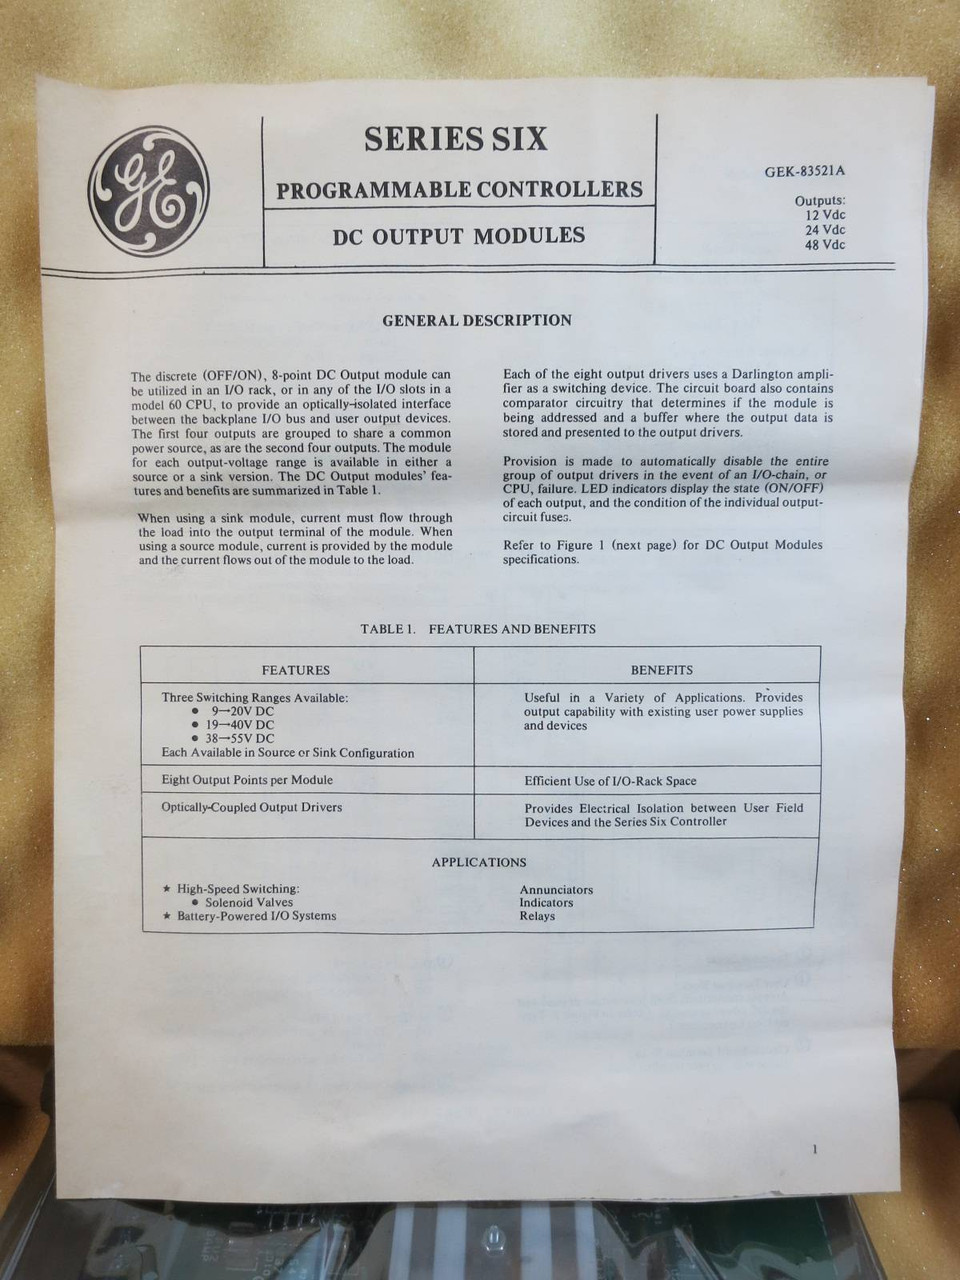 GE
SERIES SIX
PROGRAMMABLE CONTROLLERS
DC OUTPUT MODULES
GEK-83521A
Outputs:
12 Vdc
24 Vdc
48 Vdc
GENERAL DESCRIPTION
The discrete (OFF/ON), 8-point DC Output module can
be utilized in an I/O rack, or in any of the I/O slots in a
model 60 CPU, to provide an optically-isolated interface
between the backplane I/O bus and user output devices.
The first four outputs are grouped to share a common
power source, as are the second four outputs. The module
for each output-voltage range is available in either a
source or a sink version. The DC Output modules' fea-
tures and benefits are summarized in Table 1.
When using a sink module, current must flow through
the load into the output terminal of the module. When
using a source module, current is provided by the module
and the current flows out of the module to the load.
Each of the eight output drivers uses a Darlington ampli-
fier as a switching device. The circuit board also contains
comparator circuitry that determines if the module is
being addressed and a buffer where the output data is
stored and presented to the output drivers.
Provision is made to automatically disable the entire
group of output drivers in the event of an I/O-chain, or
CPU, failure. LED indicators display the state (ON/OFF)
of each output, and the condition of the individual output-
circuit fuses.
Refer to Figure 1 (next page) for DC Output Modules
specifications.
TABLE 1. FEATURES AND BENEFITS
FEATURES
BENEFITS
Three Switching Ranges Available:
● 9→20V DC
● 19→40V DC
● 38→55V DC
Each Available in Source or Sink Configuration
Useful in a Variety of Applications. Provides
output capability with existing user power supplies
and devices
Eight Output Points per Module
Efficient Use of I/O-Rack Space
Optically-Coupled Output Drivers
Provides Electrical Isolation between User Field
Devices and the Series Six Controller
APPLICATIONS
★ High-Speed Switching:
● Solenoid Valves
★ Battery-Powered I/O Systems
Annunciators
Indicators
Relays
1